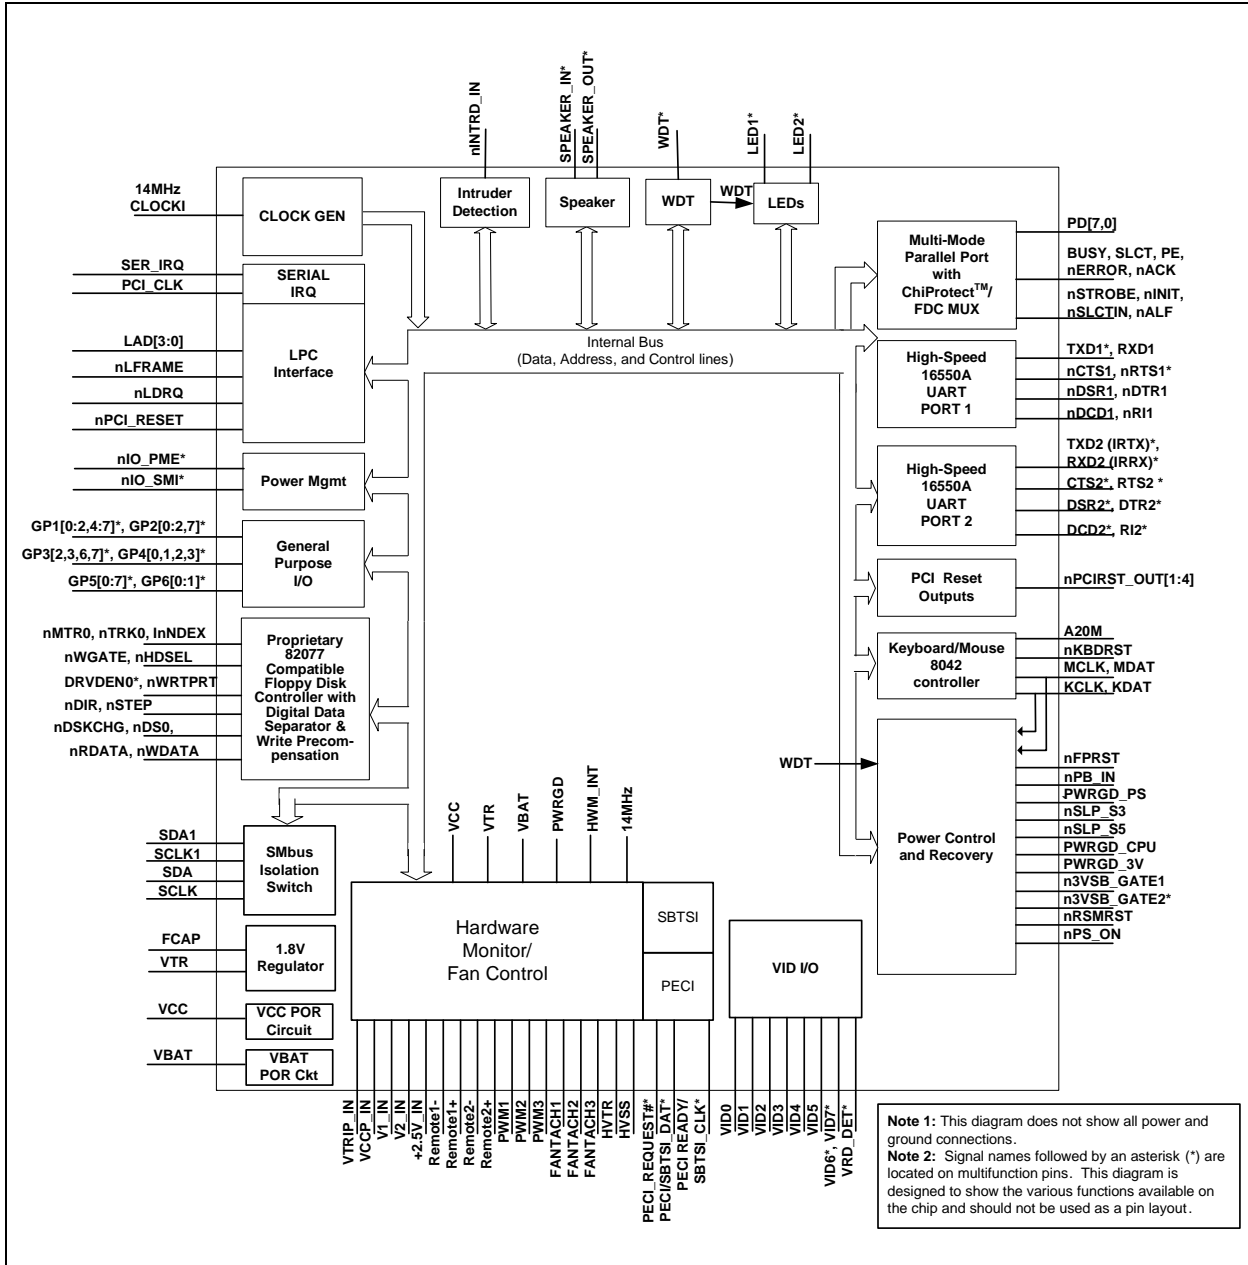 nINTRD_IN
SPEAKER_IN*
SPEAKER_OUT*
WDT*
LED1*
LED2*
14MHz
CLOCKI
CLOCK GEN
Intruder
Detection
Speaker
WDT
WDT
LEDs
SER_IRQ
PCI_CLK
SERIAL
IRQ
LAD[3:0]
nLFRAME
nLDRQ
nPCI_RESET
LPC
Interface
Internal Bus
(Data, Address, and Control lines)
Multi-Mode
Parallel Port
with
ChiProtect™/
FDC MUX
PD[7,0]
BUSY, SLCT, PE,
nERROR, nACK
nSTROBE, nINIT,
nSLCTIN, nALF
High-Speed
16550A
UART
PORT 1
TXD1*, RXD1
nCTS1, nRTS1*
nDSR1, nDTR1
nDCD1, nRI1
nIO_PME*
nIO_SMI*
Power Mgmt
High-Speed
16550A
UART
PORT 2
TXD2 (IRTX)*,
RXD2 (IRRX)*
CTS2*, RTS2 *
DSR2*, DTR2*
DCD2*, RI2*
GP1[0:2,4:7]*, GP2[0:2,7]*
GP3[2,3,6,7]*, GP4[0,1,2,3]*
GP5[0:7]*, GP6[0:1]*
General
Purpose
I/O
PCI Reset
Outputs
nPCIRST_OUT[1:4]
nMTR0, nTRK0, InNDEX
nWGATE, nHDSEL
DRVDEN0*, nWRTPRT
nDIR, nSTEP
nDSKCHG, nDS0,
nRDATA, nWDATA
Proprietary
82077
Compatible
Floppy Disk
Controller with
Digital Data
Separator &
Write Precom-
pensation
Keyboard/Mouse
8042
controller
A20M
nKBDRST
MCLK, MDAT
KCLK, KDAT
WDT
Power Control
and Recovery
nFPRST
nPB_IN
PWRGD_PS
nSLP_S3
nSLP_S5
PWRGD_CPU
PWRGD_3V
n3VSB_GATE1
n3VSB_GATE2*
nRSMRST
nPS_ON
SDA1
SCLK1
SDA
SCLK
SMbus
Isolation
Switch
VCC
VTR
VBAT
PWRGD
HWM_INT
14MHz
Hardware
Monitor/
Fan Control
SBTSI
PECI
VID I/O
FCAP
VTR
1.8V
Regulator
VCC
VCC POR
Circuit
VBAT
VBAT
POR Ckt
VTRIP_IN
VCCP_IN
V1_IN
V2_IN
+2.5V_IN
Remote1-
Remote1+
Remote2-
Remote2+
PWM1
PWM2
PWM3
FANTACH1
FANTACH2
FANTACH3
HVTR
HVSS
PECI_REQUEST#*
PECI/SBTSI_DAT*
PECI READY/
SBTSI_CLK*
VID0
VID1
VID2
VID3
VID4
VID5
VID6*, VID7*
VRD_DET*
Note 1: This diagram does not show all power and
ground connections.
Note 2: Signal names followed by an asterisk (*) are
located on multifunction pins. This diagram is
designed to show the various functions available on
the chip and should not be used as a pin layout.